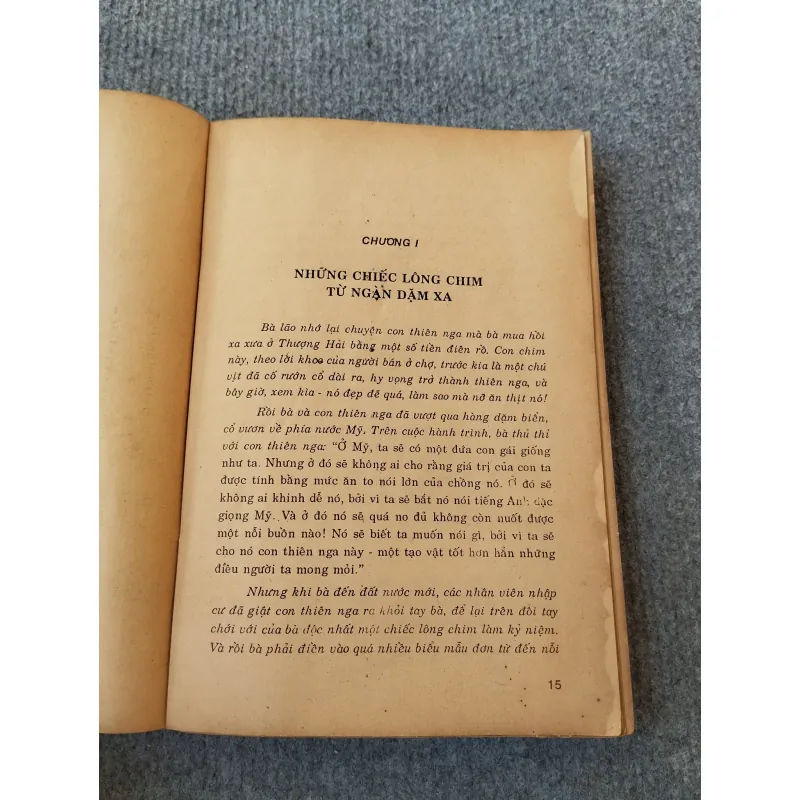 CHƯƠNG I
NHỮNG CHIẾC LÔNG CHIM
TỪ NGÀN DẶM XA
Bà lão nhớ lại chuyện con thiên nga mà bà mua hồi
xa xưa ở Thượng Hải bằng một số tiền điên rồ. Con chim
này, theo lời khoe của người bán ở chợ, trước kia là một chú
vịt đã cố rướn cổ dài ra, hy vọng trở thành thiên nga, và
bây giờ, xem kìa - nó đẹp đẽ quá, làm sao mà nỡ ăn thịt nó!
Rồi bà và con thiên nga đã vượt qua hàng dặm biển,
cổ vươn về phía nước Mỹ. Trên cuộc hành trình, bà thủ thỉ
với con thiên nga: “Ở Mỹ, ta sẽ có một đứa con gái giống
như ta. Nhưng ở đó sẽ không ai cho rằng giá trị của con ta
được tính bằng mức ăn to nói lớn của chồng nó. Ở đó sẽ
không ai khinh dể nó, bởi vì ta sẽ bắt nó nói tiếng Anh đặc
giọng Mỹ. Và ở đó nó sẽ quá no đủ không còn nuốt được
một nỗi buồn nào! Nó sẽ biết ta muốn nói gì, bởi vì ta sẽ
cho nó con thiên nga này - một tạo vật tốt hơn hẳn những
điều người ta mong mỏi.”
Nhưng khi bà đến đất nước mới, các nhân viên nhập
cư đã giật con thiên nga ra khỏi tay bà, để lại trên đôi tay
chới với của bà độc nhất một chiếc lông chim làm kỷ niệm.
Và rồi bà phải điền vào quá nhiều biểu mẫu đơn từ đến nỗi
15